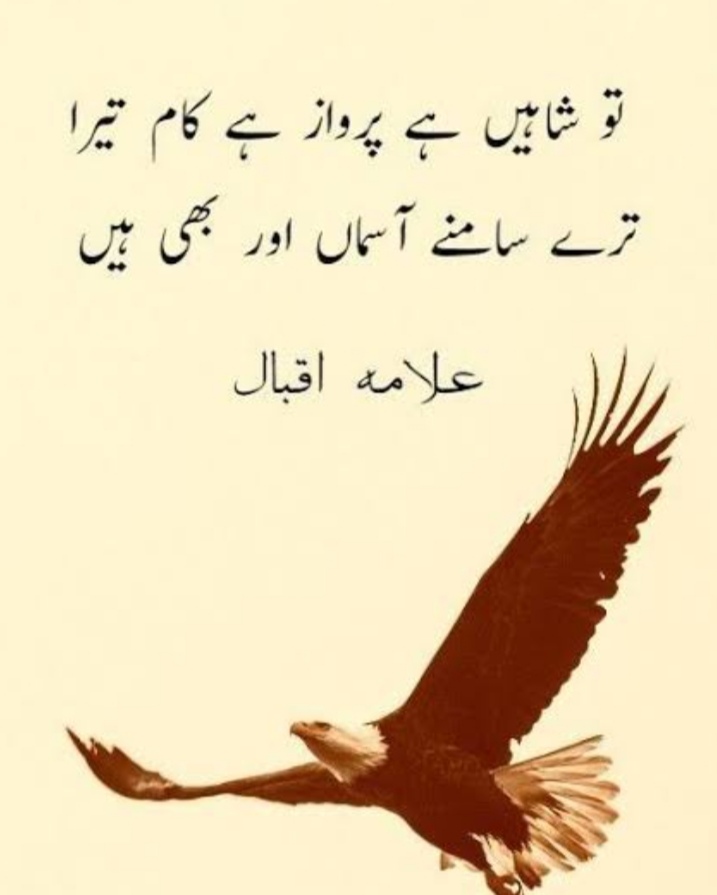 تو شاہیں ہے پرواز ہے کام تیرا
ترے سامنے آسماں اور بھی ہیں
علامہ اقبال